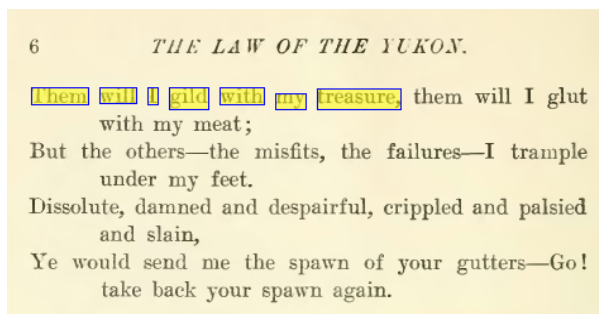 6 THE LAW OF THE YUKON.
Them will I gild with my treasure, them will I glut
with my meat;
But the others—the misfits, the failures—I trample
under my feet.
Dissolute, damned and despairful, crippled and palsied
and slain,
Ye would send me the spawn of your gutters—Go!
take back your spawn again.